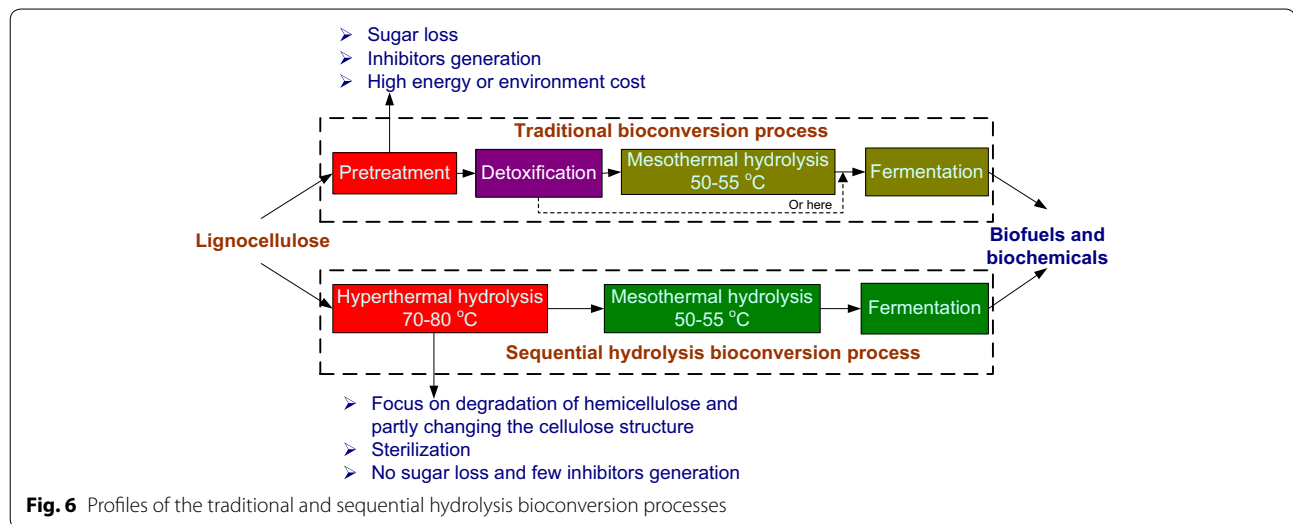 ➢ Sugar loss
➢ Inhibitors generation
➢ High energy or environment cost
Traditional bioconversion process
Pretreatment
Detoxification
Mesothermal hydrolysis
50-55 °C
Fermentation
Or here
Lignocellulose
Biofuels and
biochemicals
Hyperthermal hydrolysis
70-80 °C
Mesothermal hydrolysis
50-55 °C
Fermentation
Sequential hydrolysis bioconversion process
➢ Focus on degradation of hemicellulose and
partly changing the cellulose structure
➢ Sterilization
➢ No sugar loss and few inhibitors generation
Fig. 6 Profiles of the traditional and sequential hydrolysis bioconversion processes